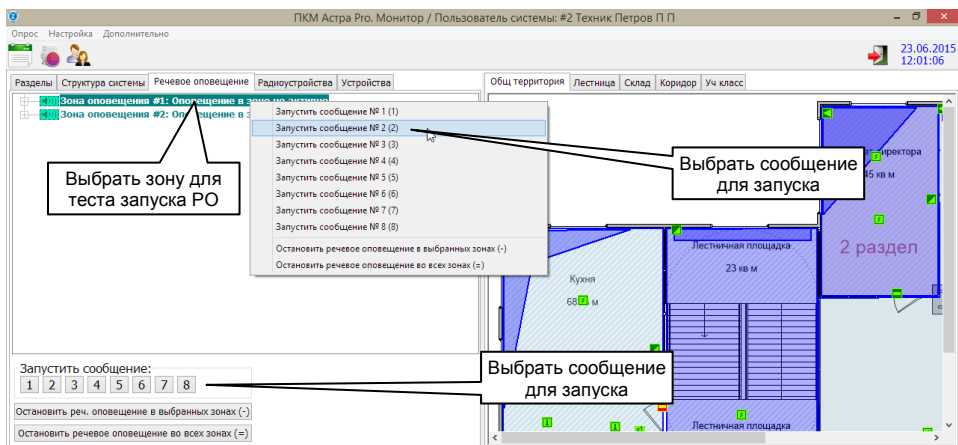 ПКМ Астра Pro. Монитор / Пользователь системы: #2 Техник Петров П П
Опрос Настройка Дополнительно
23.06.2015
12:01:06
Разделы Структура системы Речевое оповещение Радиоустройства Устройства
Общ территория Лестница Склад Коридор Уч класс
Зона оповещения #1: Оповещение в зоне не активно
Зона оповещения #2: Оповещение в з
Запустить сообщение № 1 (1)
Запустить сообщение № 2 (2)
Запустить сообщение № 3 (3)
Запустить сообщение № 4 (4)
Запустить сообщение № 5 (5)
Запустить сообщение № 6 (6)
Запустить сообщение № 7 (7)
Запустить сообщение № 8 (8)
Остановить речевое оповещение в выбранных зонах (-)
Остановить речевое оповещение во всех зонах (=)
Выбрать зону для
теста запуска РО
Выбрать сообщение
для запуска
директора
45 кв м
2 раздел
Лестничная площадка
23 кв м
Кухня
68 м
Выбрать сообщение
для запуска
Запустить сообщение:
1 2 3 4 5 6 7 8
Остановить реч. оповещение в выбранных зонах (-)
Остановить речевое оповещение во всех зонах (=)
Лестничная площадка